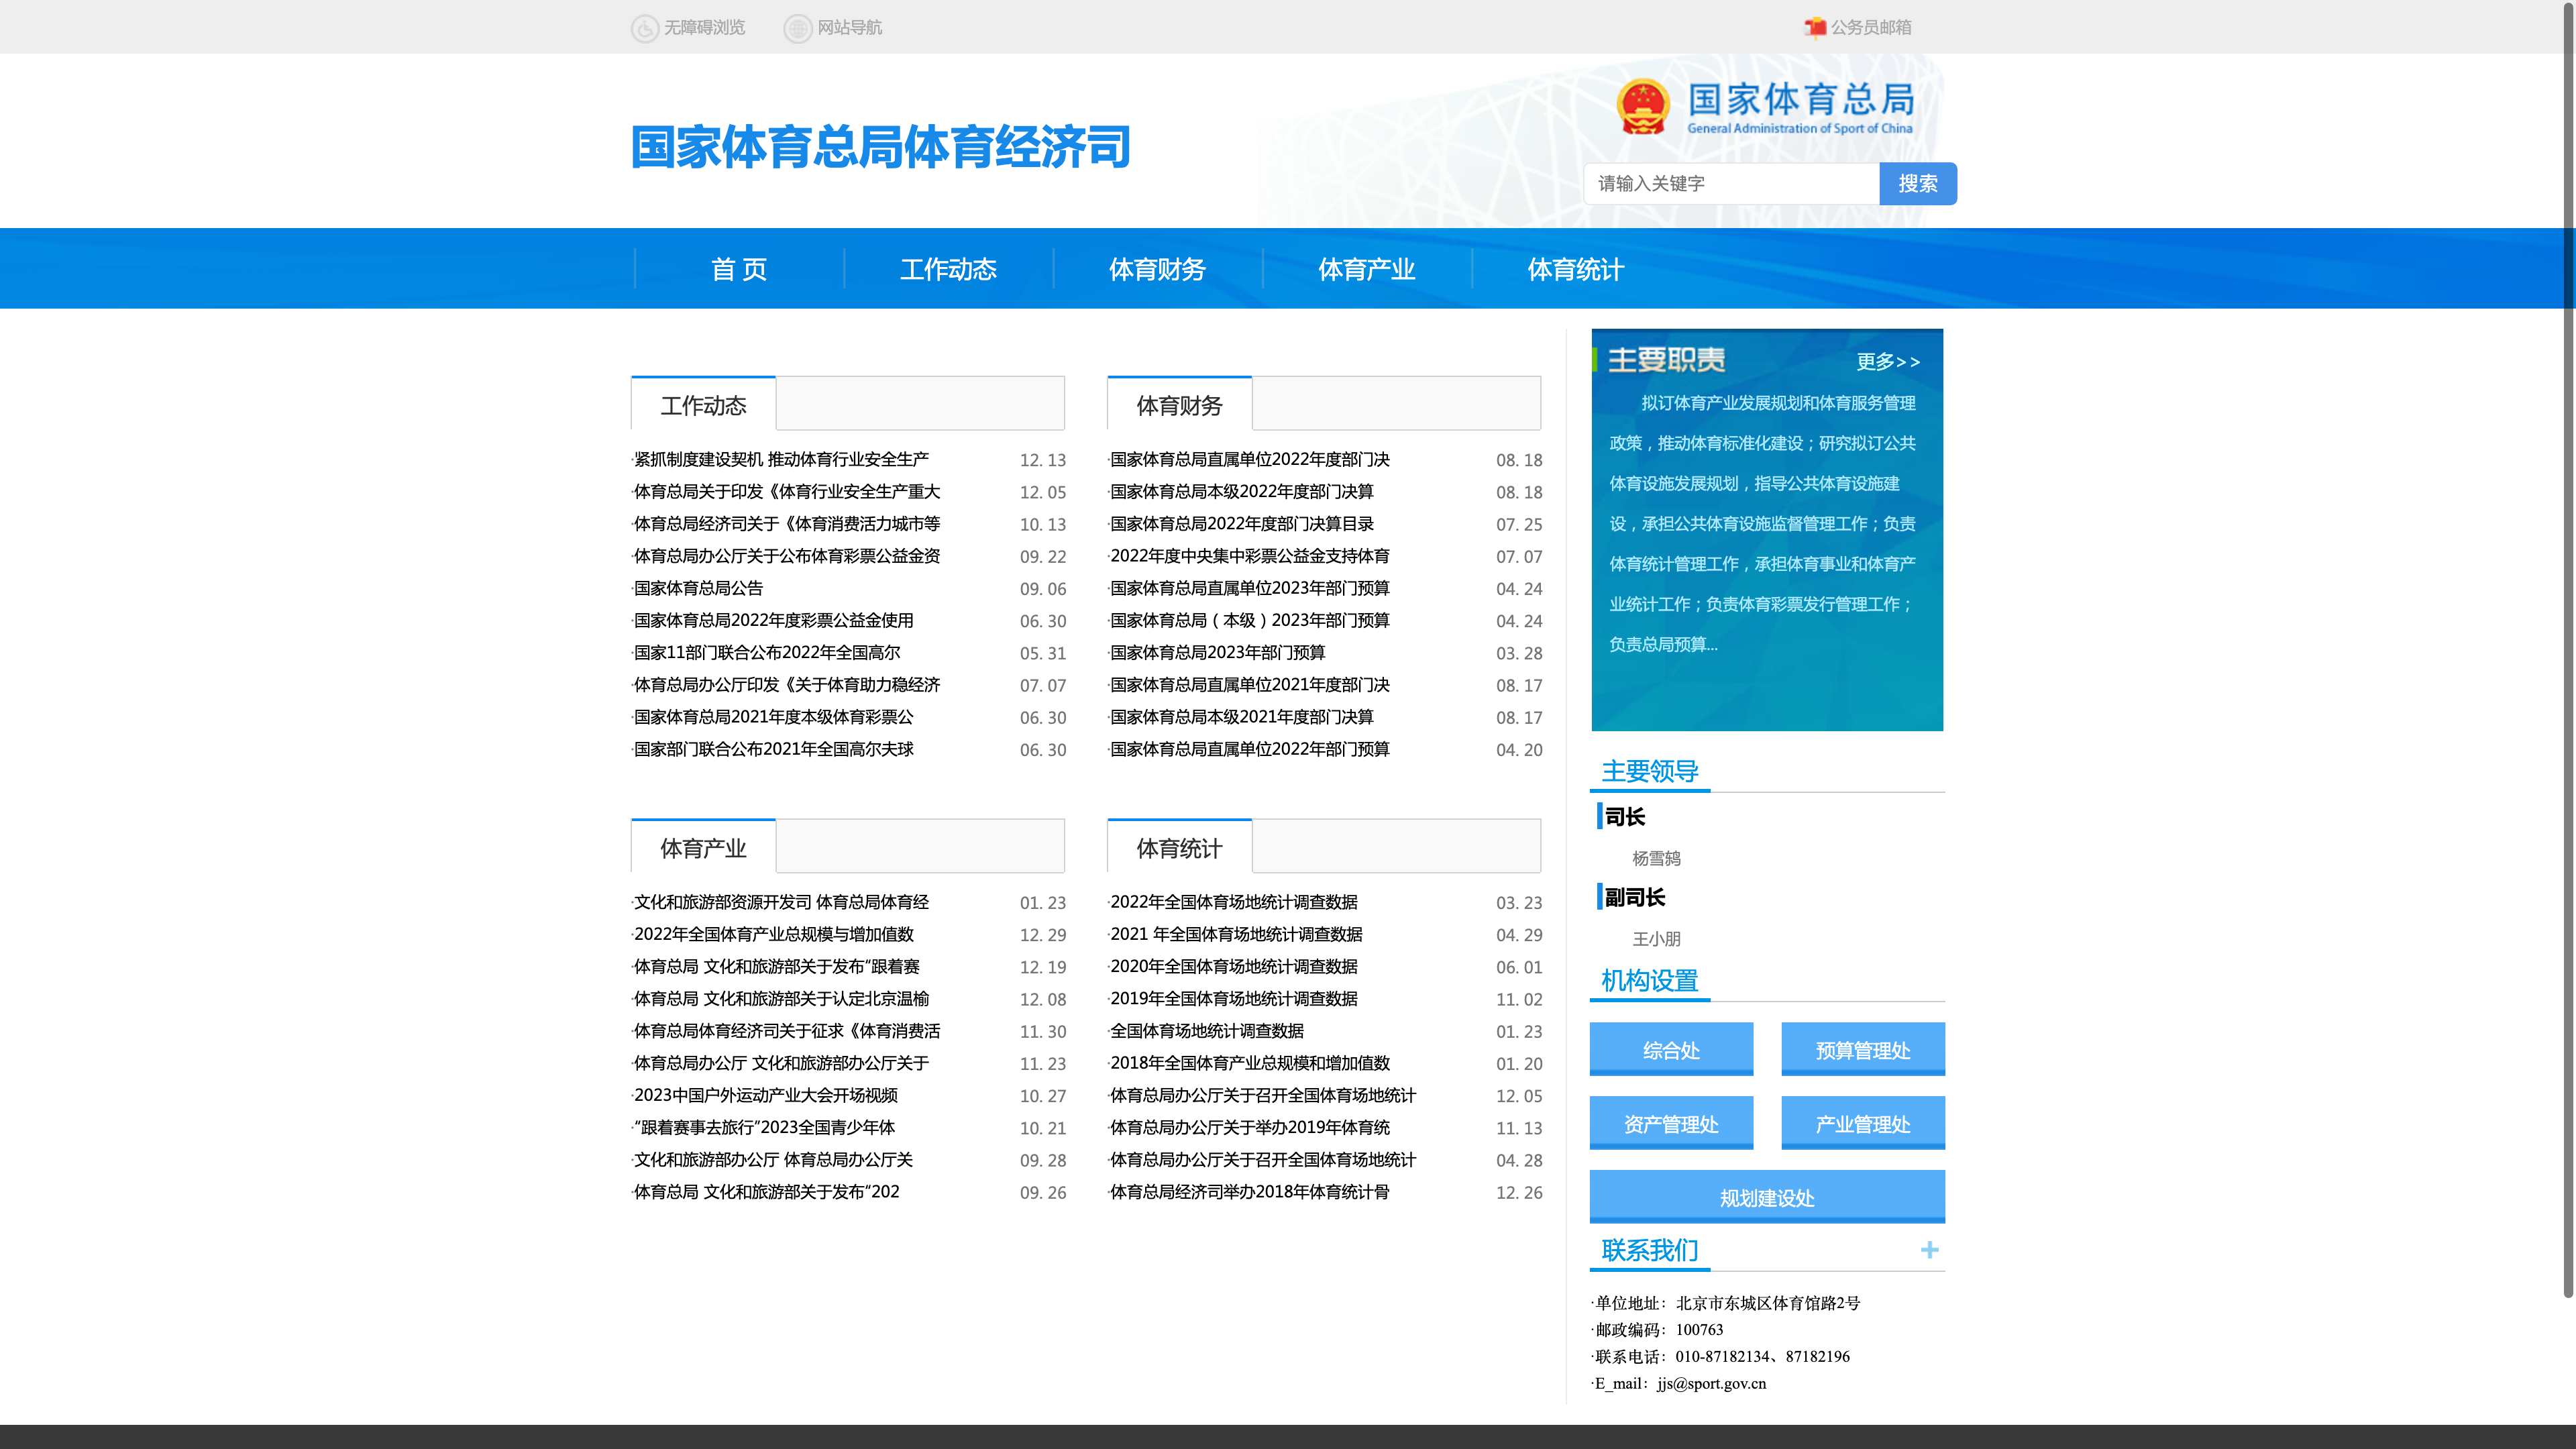 无障碍浏览
网站导航
公务员邮箱
国家体育总局体育经济司
国家体育总局
General Administration of Sport of China
请输入关键字
搜索
首 页
工作动态
体育财务
体育产业
体育统计
工作动态
·紧抓制度建设契机 推动体育行业安全生产 12. 13
·体育总局关于印发《体育行业安全生产重大 12. 05
·体育总局经济司关于《体育消费活力城市等 10. 13
·体育总局办公厅关于公布体育彩票公益金资 09. 22
·国家体育总局公告 09. 06
·国家体育总局2022年度彩票公益金使用 06. 30
·国家11部门联合公布2022年全国高尔 05. 31
·体育总局办公厅印发《关于体育助力稳经济 07. 07
·国家体育总局2021年度本级体育彩票公 06. 30
·国家部门联合公布2021年全国高尔夫球 06. 30
体育财务
·国家体育总局直属单位2022年度部门决 08. 18
·国家体育总局本级2022年度部门决算 08. 18
·国家体育总局2022年度部门决算目录 07. 25
·2022年度中央集中彩票公益金支持体育 07. 07
·国家体育总局直属单位2023年部门预算 04. 24
·国家体育总局（本级）2023年部门预算 04. 24
·国家体育总局2023年部门预算 03. 28
·国家体育总局直属单位2021年度部门决 08. 17
·国家体育总局本级2021年度部门决算 08. 17
·国家体育总局直属单位2022年部门预算 04. 20
体育产业
·文化和旅游部资源开发司 体育总局体育经 01. 23
·2022年全国体育产业总规模与增加值数 12. 29
·体育总局 文化和旅游部关于发布“跟着赛 12. 19
·体育总局 文化和旅游部关于认定北京温榆 12. 08
·体育总局体育经济司关于征求《体育消费活 11. 30
·体育总局办公厅 文化和旅游部办公厅关于 11. 23
·2023中国户外运动产业大会开场视频 10. 27
·“跟着赛事去旅行”2023全国青少年体 10. 21
·文化和旅游部办公厅 体育总局办公厅关 09. 28
·体育总局 文化和旅游部关于发布“202 09. 26
体育统计
·2022年全国体育场地统计调查数据 03. 23
·2021 年全国体育场地统计调查数据 04. 29
·2020年全国体育场地统计调查数据 06. 01
·2019年全国体育场地统计调查数据 11. 02
·全国体育场地统计调查数据 01. 23
·2018年全国体育产业总规模和增加值数 01. 20
·体育总局办公厅关于召开全国体育场地统计 12. 05
·体育总局办公厅关于举办2019年体育统 11. 13
·体育总局办公厅关于召开全国体育场地统计 04. 28
·体育总局经济司举办2018年体育统计骨 12. 26
主要职责
更多>>
拟订体育产业发展规划和体育服务管理
政策，推动体育标准化建设；研究拟订公共
体育设施发展规划，指导公共体育设施建
设，承担公共体育设施监督管理工作；负责
体育统计管理工作，承担体育事业和体育产
业统计工作；负责体育彩票发行管理工作；
负责总局预算...
主要领导
司长
杨雪鸫
副司长
王小朋
机构设置
综合处
预算管理处
资产管理处
产业管理处
规划建设处
联系我们
+
·单位地址：北京市东城区体育馆路2号
·邮政编码：100763
·联系电话：010-87182134、87182196
·E_mail：jjs@sport.gov.cn